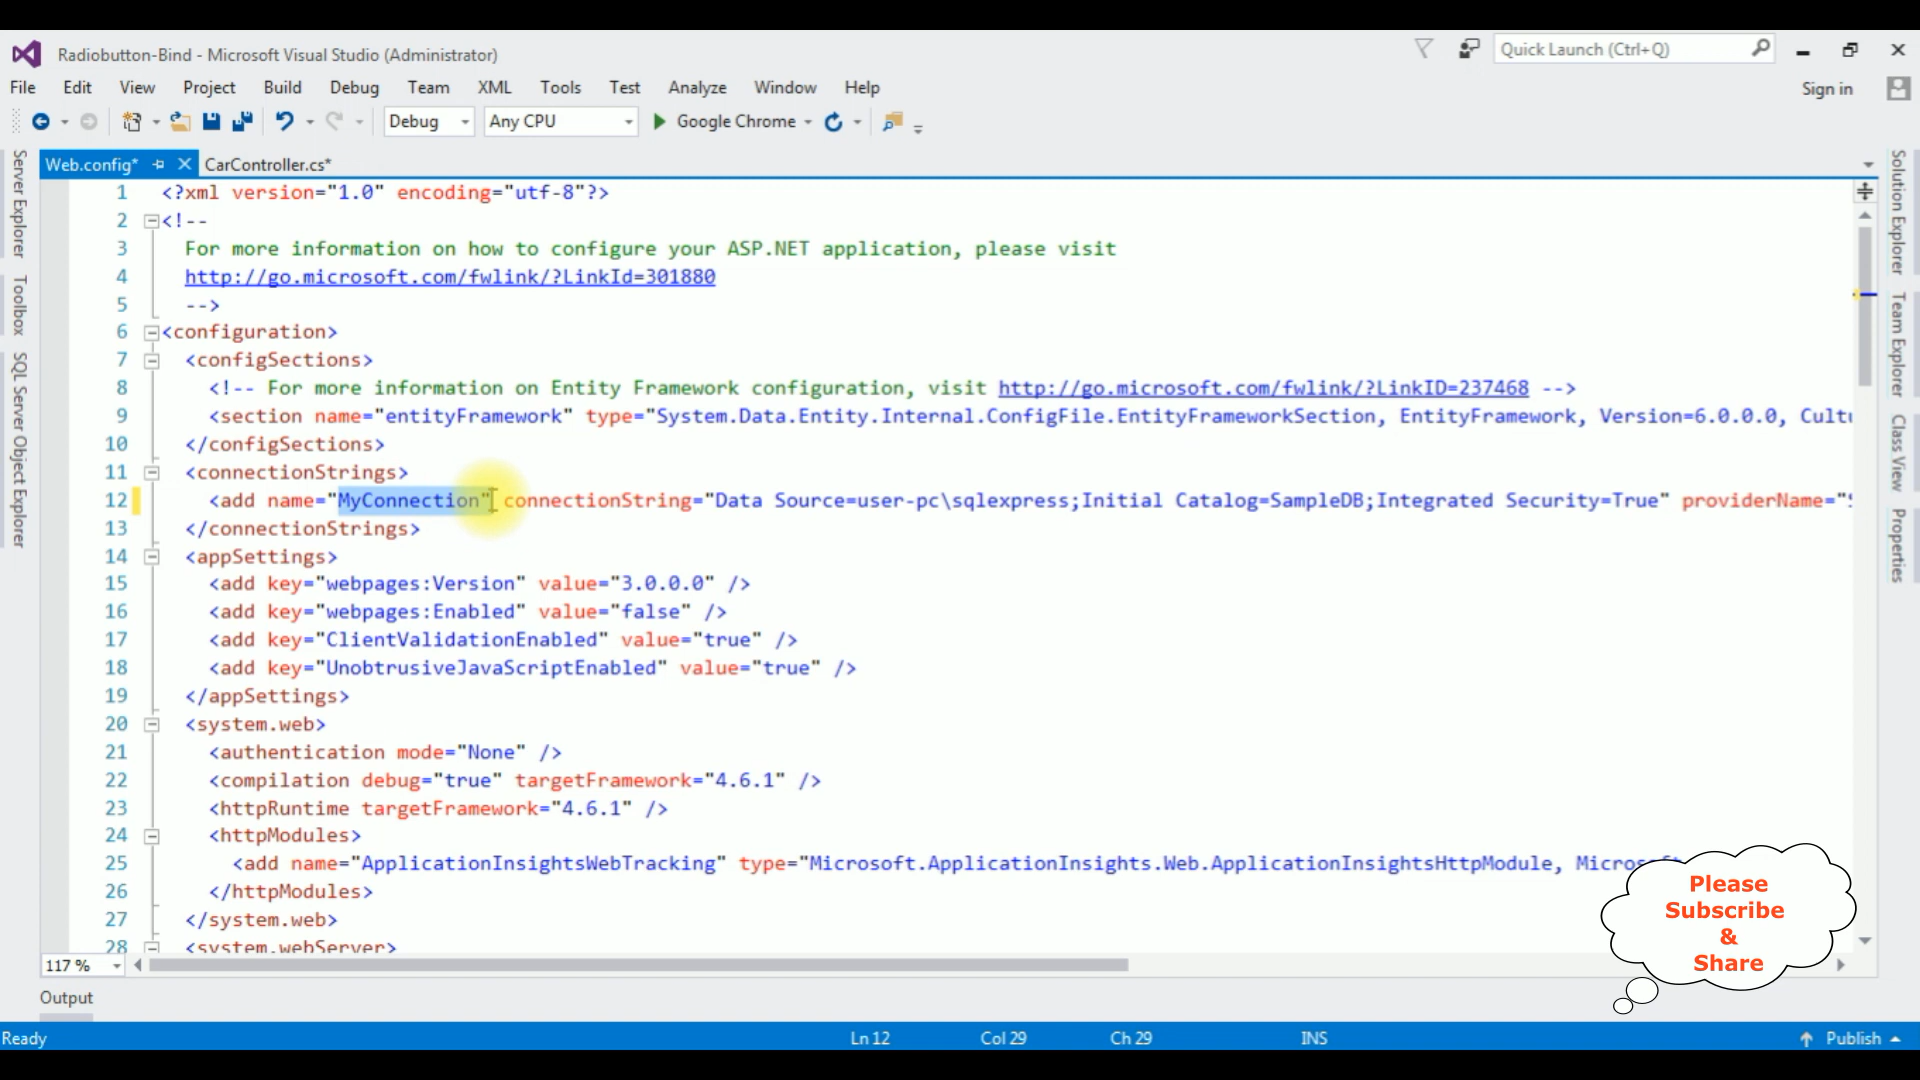 Radiobutton-Bind - Microsoft Visual Studio (Administrator)
Quick Launch (Ctrl+Q)
File Edit View Project Build Debug Team XML Tools Test Analyze Window Help
Sign in
Debug Any CPU Google Chrome
Web.config* CarController.cs*
Server Explorer
Toolbox
SQL Server Object Explorer
1 <?xml version="1.0" encoding="utf-8"?>
2 <!--
3 For more information on how to configure your ASP.NET application, please visit
4 http://go.microsoft.com/fwlink/?LinkId=301880
5 -->
6 <configuration>
7 <configSections>
8 <!-- For more information on Entity Framework configuration, visit http://go.microsoft.com/fwlink/?LinkID=237468 -->
9 <section name="entityFramework" type="System.Data.Entity.Internal.ConfigFile.EntityFrameworkSection, EntityFramework, Version=6.0.0.0, Cultu
10 </configSections>
11 <connectionStrings>
12 <add name="MyConnection" connectionString="Data Source=user-pc\sqlexpress;Initial Catalog=SampleDB;Integrated Security=True" providerName="
13 </connectionStrings>
14 <appSettings>
15 <add key="webpages:Version" value="3.0.0.0" />
16 <add key="webpages:Enabled" value="false" />
17 <add key="ClientValidationEnabled" value="true" />
18 <add key="UnobtrusiveJavaScriptEnabled" value="true" />
19 </appSettings>
20 <system.web>
21 <authentication mode="None" />
22 <compilation debug="true" targetFramework="4.6.1" />
23 <httpRuntime targetFramework="4.6.1" />
24 <httpModules>
25 <add name="ApplicationInsightsWebTracking" type="Microsoft.ApplicationInsights.Web.ApplicationInsightsHttpModule,
26 </httpModules>
27 </system.web>
28 <system.webServer>
Solution Explorer
Team Explorer
Class View
Properties
Please
Subscribe
&
Share
117 %
Output
Ready Ln 12 Col 29 Ch 29 INS Publish